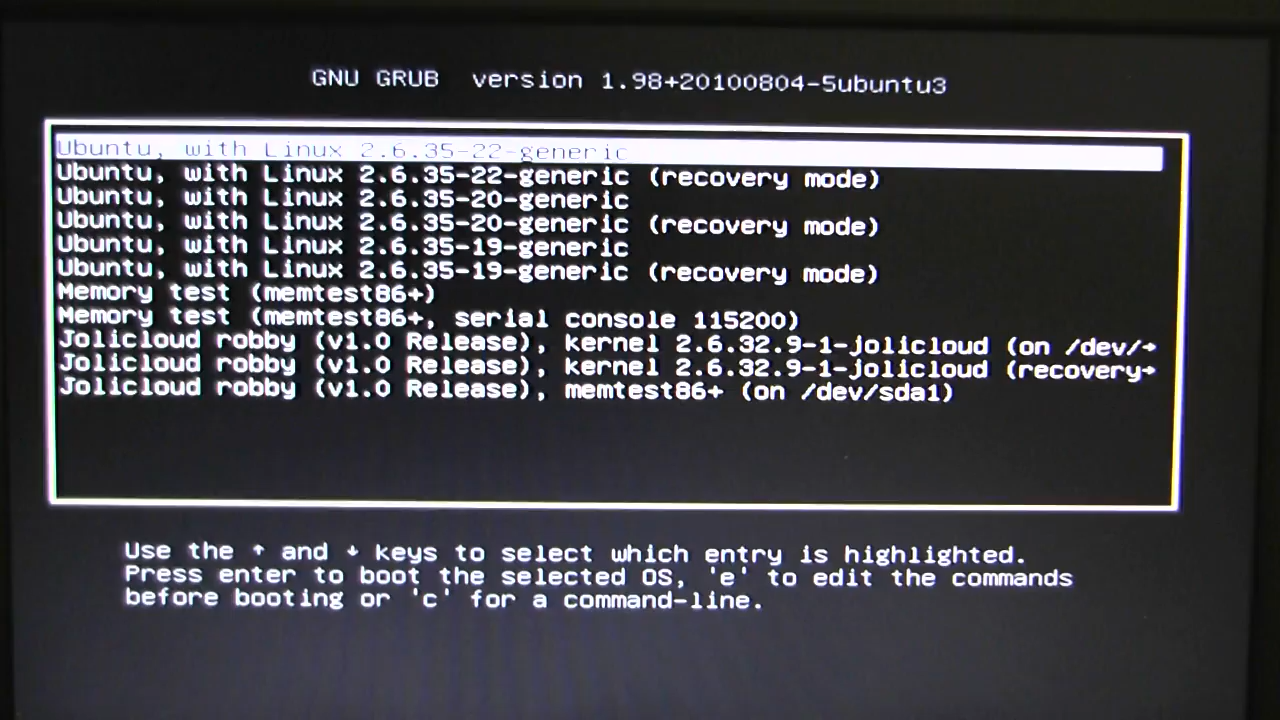 GNU GRUB  version 1.98+20100804-5ubuntu3
Ubuntu, with Linux 2.6.35-22-generic
Ubuntu, with Linux 2.6.35-22-generic (recovery mode)
Ubuntu, with Linux 2.6.35-20-generic
Ubuntu, with Linux 2.6.35-20-generic (recovery mode)
Ubuntu, with Linux 2.6.35-19-generic
Ubuntu, with Linux 2.6.35-19-generic (recovery mode)
Memory test (memtest86+)
Memory test (memtest86+, serial console 115200)
Jolicloud robby (v1.0 Release), kernel 2.6.32.9-1-jolicloud (on /dev/→
Jolicloud robby (v1.0 Release), kernel 2.6.32.9-1-jolicloud (recovery→
Jolicloud robby (v1.0 Release), memtest86+ (on /dev/sda1)
Use the ↑ and ↓ keys to select which entry is highlighted.
Press enter to boot the selected OS, 'e' to edit the commands
before booting or 'c' for a command-line.